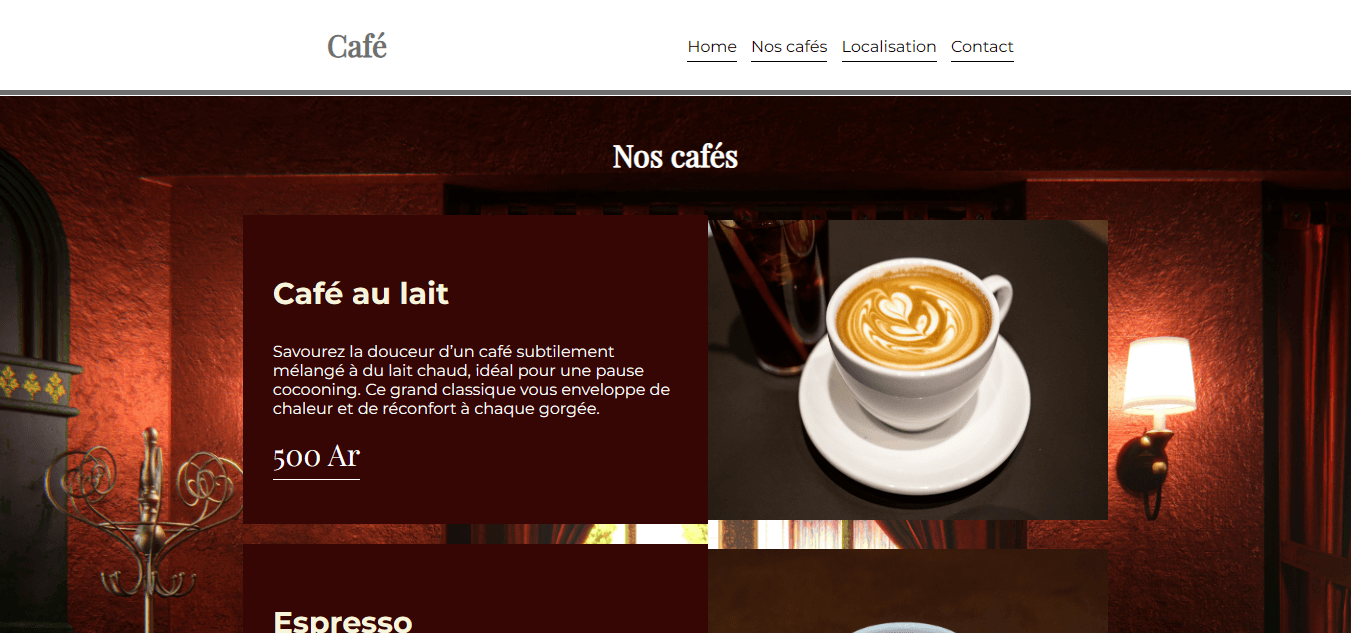 Café
Home Nos cafés Localisation Contact
Nos cafés
Café au lait
Savourez la douceur d'un café subtilement
mélangé à du lait chaud, idéal pour une pause
cocooning. Ce grand classique vous enveloppe de
chaleur et de réconfort à chaque gorgée.
500 Ar
Espresso